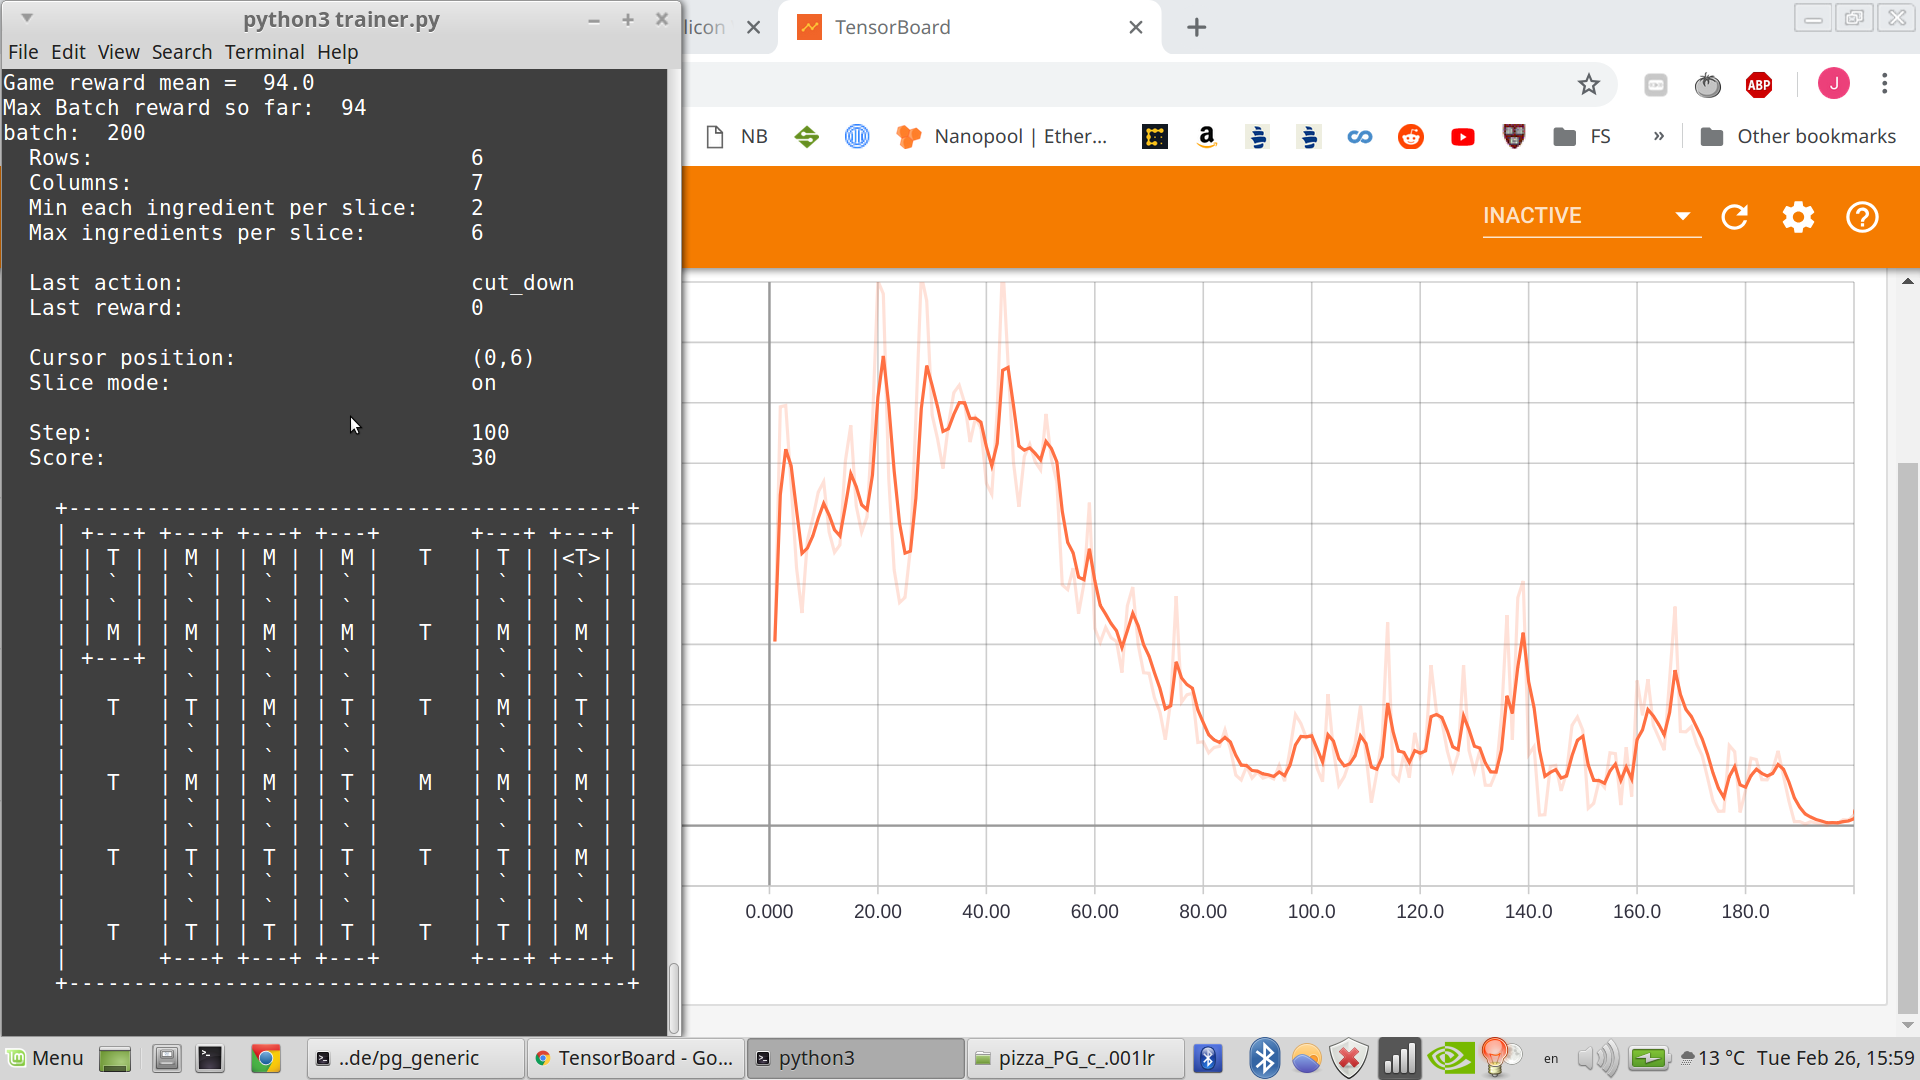 python3 trainer.py
File Edit View Search Terminal Help
Game reward mean =  94.0
Max Batch reward so far:  94
batch:  200
Rows: 6
Columns: 7
Min each ingredient per slice: 2
Max ingredients per slice: 6
Last action: cut_down
Last reward: 0
Cursor position: (0,6)
Slice mode: on
Step: 100
Score: 30
+-------------------------------------------+
| +---+ +---+ +---+ +---+       +---+ +---+ |
| | T | | M | | M | | M |   T   | T | |<T>| |
| | ` | | ` | | ` | | ` |       | ` | | ` | |
| | ` | | ` | | ` | | ` |       | ` | | ` | |
| | M | | M | | M | | M |   T   | M | | M | |
| +---+ | ` | | ` | | ` |       | ` | | ` | |
|       | ` | | ` | | ` |       | ` | | ` | |
|   T   | T | | M | | T |   T   | M | | T | |
|       | ` | | ` | | ` |       | ` | | ` | |
|       | ` | | ` | | ` |       | ` | | ` | |
|   T   | M | | M | | T |   M   | M | | M | |
|       | ` | | ` | | ` |       | ` | | ` | |
|       | ` | | ` | | ` |       | ` | | ` | |
|   T   | T | | T | | T |   T   | T | | M | |
|       | ` | | ` | | ` |       | ` | | ` | |
|       | ` | | ` | | ` |       | ` | | ` | |
|   T   | T | | T | | T |   T   | T | | M | |
|       +---+ +---+ +---+       +---+ +---+ |
+-------------------------------------------+
licon TensorBoard
ABP J
NB Nanopool | Ether... a FS » Other bookmarks
INACTIVE
0.000 20.00 40.00 60.00 80.00 100.0 120.0 140.0 160.0 180.0
Menu ..de/pg_generic TensorBoard - Go... python3 pizza_PG_c_.001lr en 13 °C Tue Feb 26, 15:59